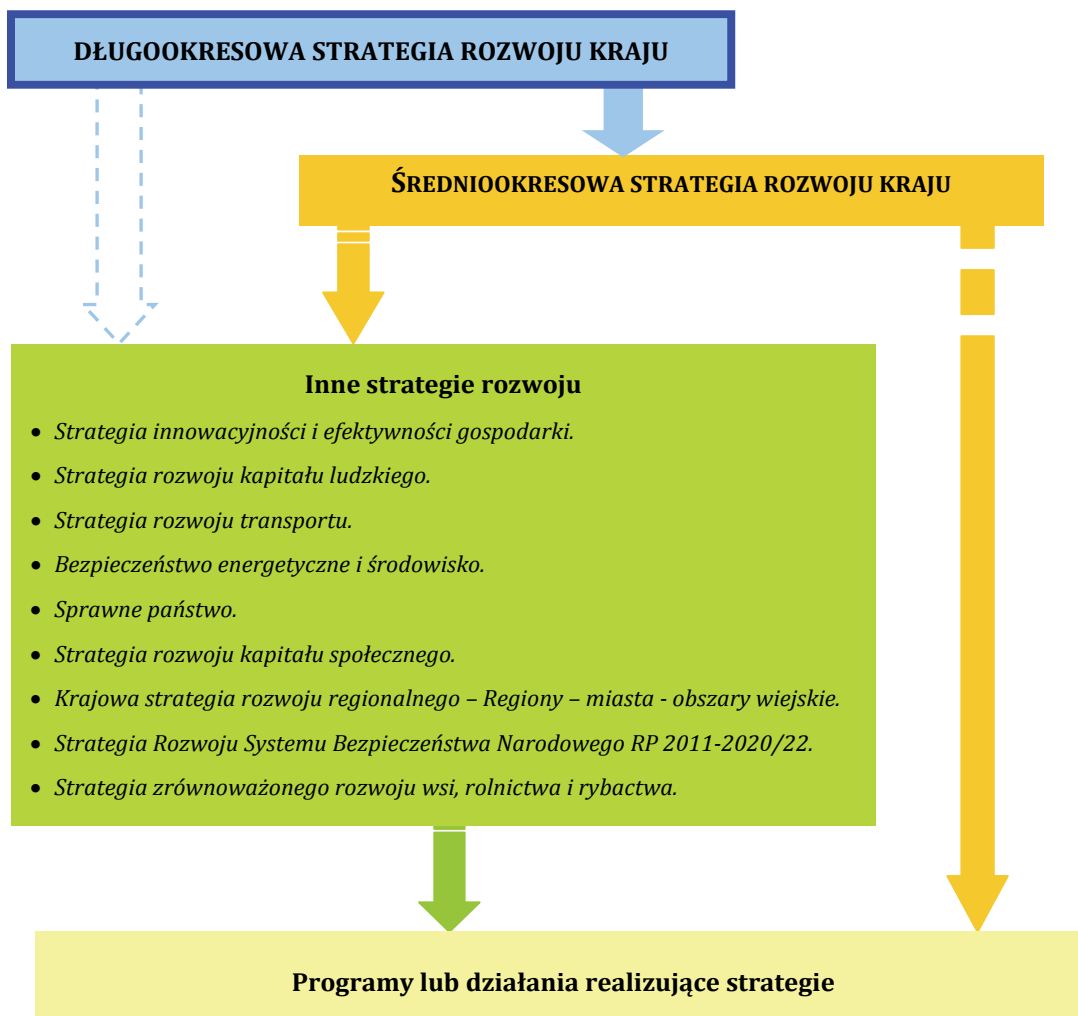 DŁUGOOKRESOWA STRATEGIA ROZWOJU KRAJU
ŚREDNIOOKRESOWA STRATEGIA ROZWOJU KRAJU
Inne strategie rozwoju
• Strategia innowacyjności i efektywności gospodarki.
• Strategia rozwoju kapitału ludzkiego.
• Strategia rozwoju transportu.
• Bezpieczeństwo energetyczne i środowisko.
• Sprawne państwo.
• Strategia rozwoju kapitału społecznego.
• Krajowa strategia rozwoju regionalnego – Regiony – miasta - obszary wiejskie.
• Strategia Rozwoju Systemu Bezpieczeństwa Narodowego RP 2011-2020/22.
• Strategia zrównoważonego rozwoju wsi, rolnictwa i rybactwa.
Programy lub działania realizujące strategie